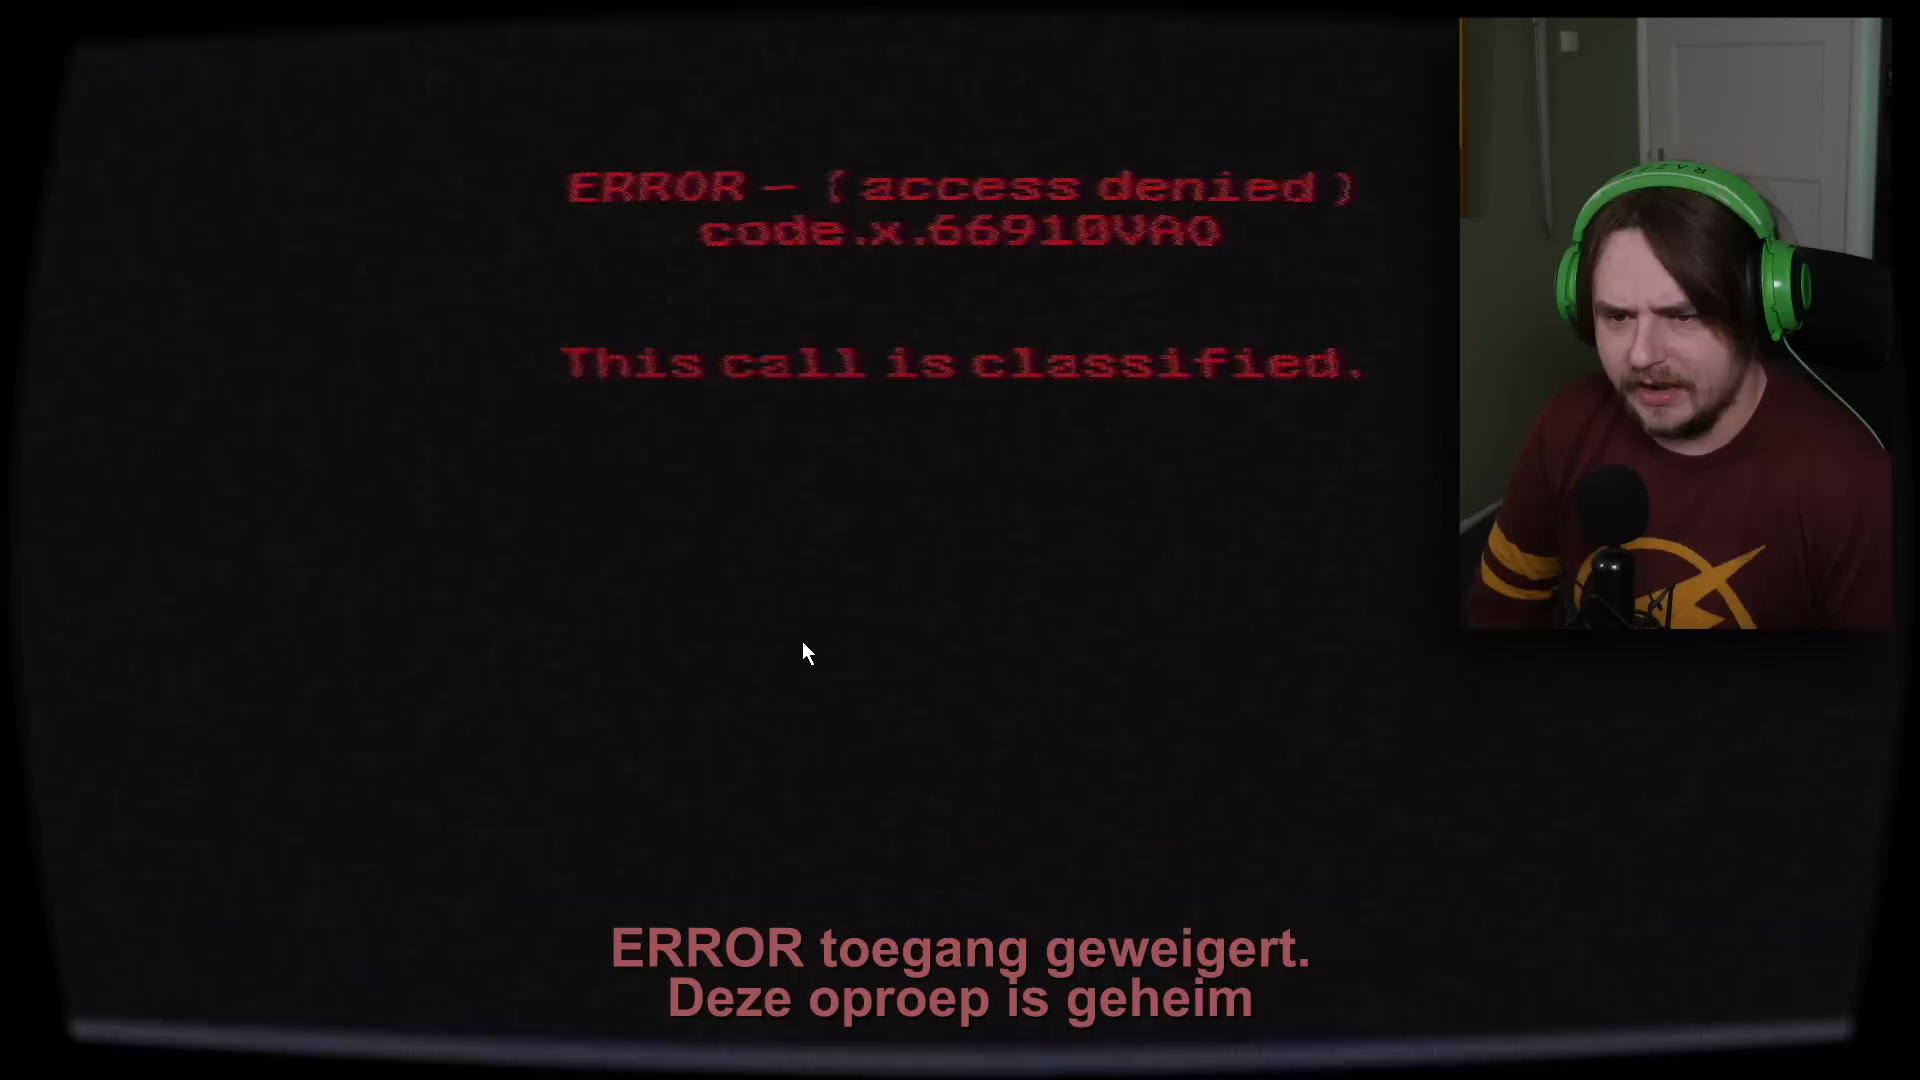 ERROR – ( access denied )
code.x.66910VAO
This call is classified.
ERROR toegang geweigert.
Deze oproep is geheim